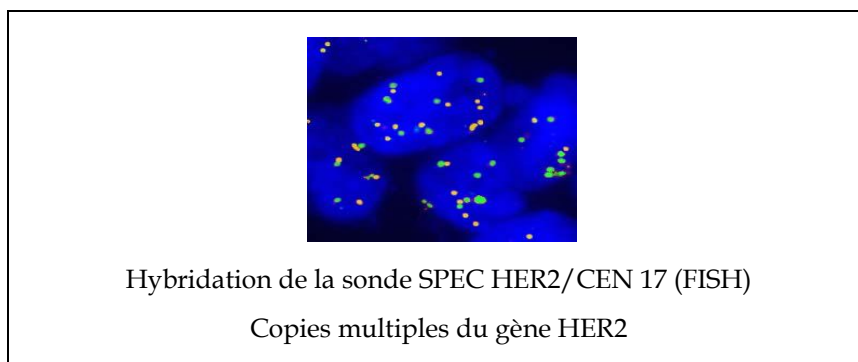 Hybridation de la sonde SPEC HER2/CEN 17 (FISH)
Copies multiples du gène HER2